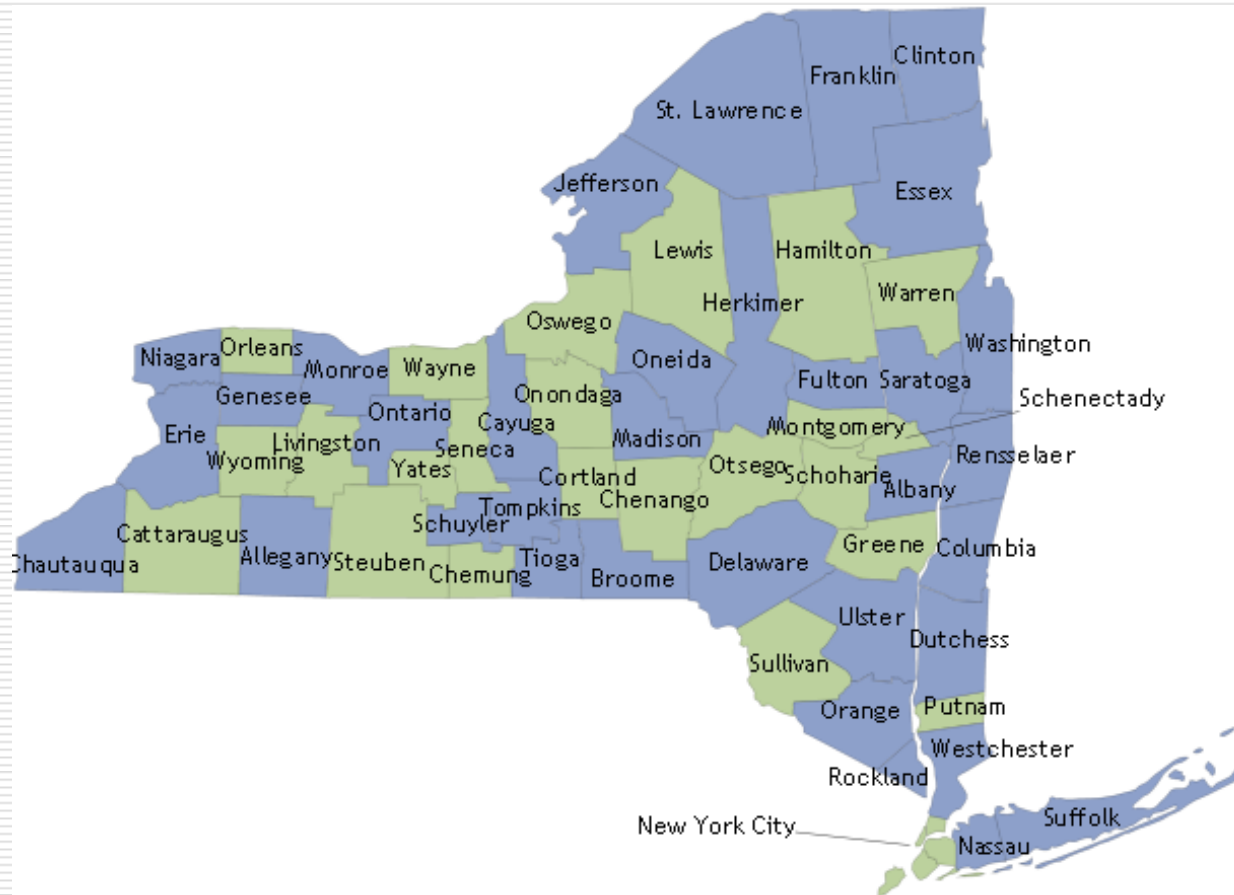 Clinton
Franklin
St. Lawrence
Jefferson
Essex
Lewis
Hamilton
Warren
Herkimer
Oswego
Washington
Oneida
Orleans
Niagara
Monroe
Wayne
Fulton
Saratoga
Genesee
Onondaga
Schenectady
Ontario
Cayuga
Montgomery
Erie
Livingston
Madison
Seneca
Rensselaer
Wyoming
Yates
Otsego
Cortland
Schoharie
Albany
Chenango
Tompkins
Schuyler
Cattaraugus
Greene
Columbia
Chautauqua
Allegany
Steuben
Tioga
Delaware
Chemung
Broome
Ulster
Dutchess
Sullivan
Putnam
Orange
Westchester
Rockland
Suffolk
New York City
Nassau